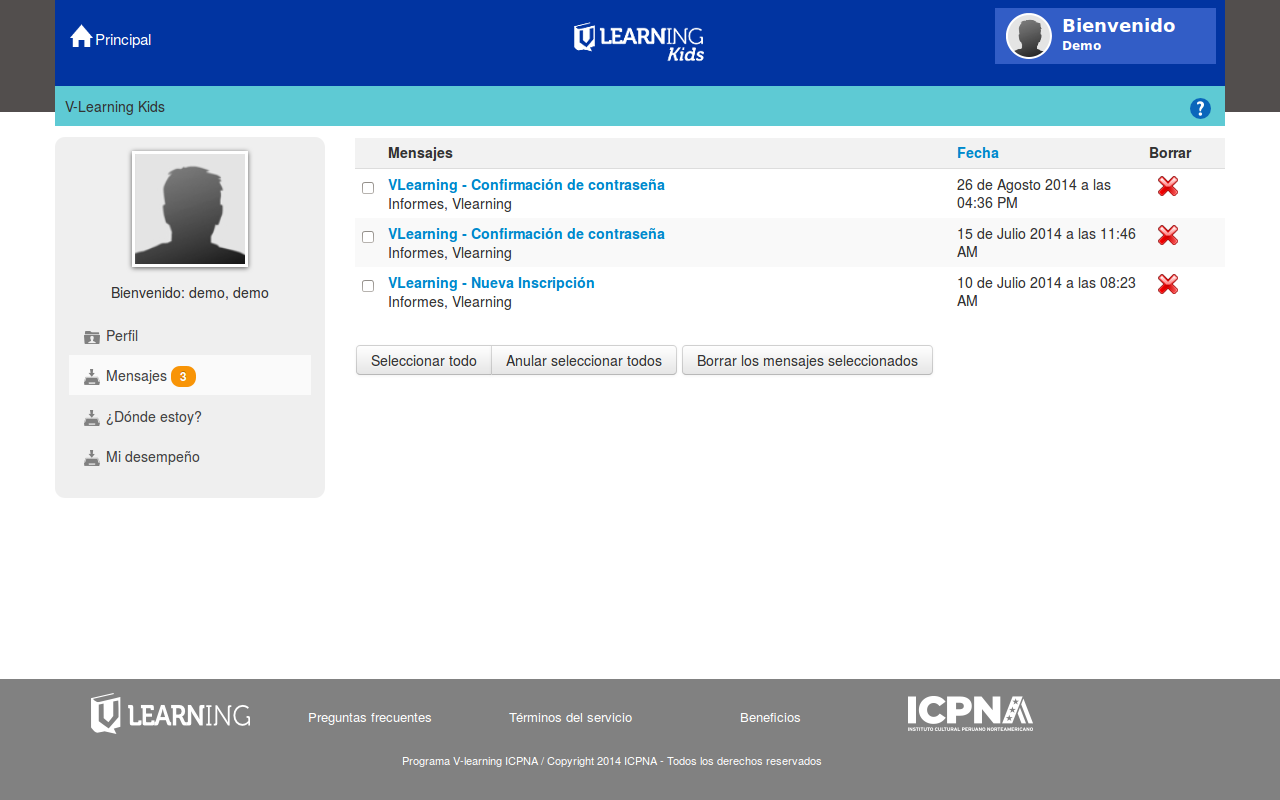 Principal
LEARNING
Kids
Bienvenido
Demo
V-Learning Kids
?
Mensajes Fecha Borrar
VLearning - Confirmación de contraseña
Informes, Vlearning
26 de Agosto 2014 a las
04:36 PM
VLearning - Confirmación de contraseña
Informes, Vlearning
15 de Julio 2014 a las 11:46
AM
VLearning - Nueva Inscripción
Informes, Vlearning
10 de Julio 2014 a las 08:23
AM
Bienvenido: demo, demo
Perfil
Mensajes 3
¿Dónde estoy?
Mi desempeño
Seleccionar todo Anular seleccionar todos Borrar los mensajes seleccionados
LEARNING
Preguntas frecuentes Términos del servicio Beneficios
ICPNA
INSTITUTO CULTURAL PERUANO NORTEAMERICANO
Programa V-learning ICPNA / Copyright 2014 ICPNA - Todos los derechos reservados